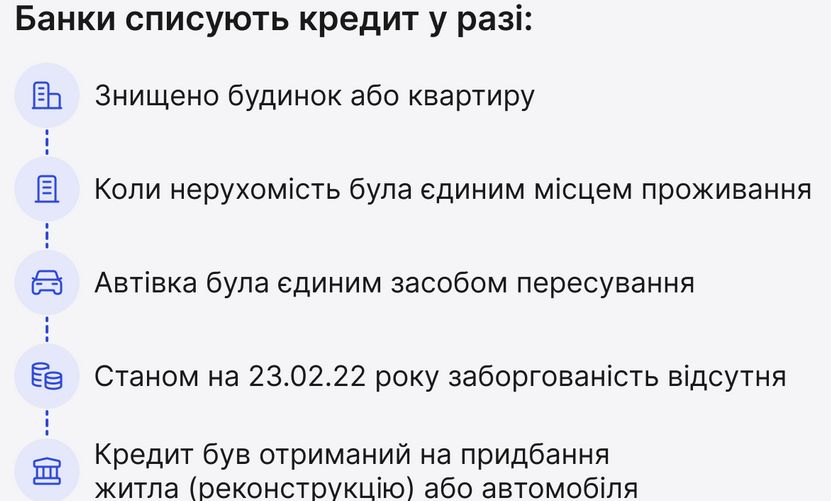 Банки списують кредит у разі:
Знищено будинок або квартиру
Коли нерухомість була єдиним місцем проживання
Автівка була єдиним засобом пересування
Станом на 23.02.22 року заборгованість відсутня
Кредит був отриманий на придбання
житла (реконструкцію) або автомобіля